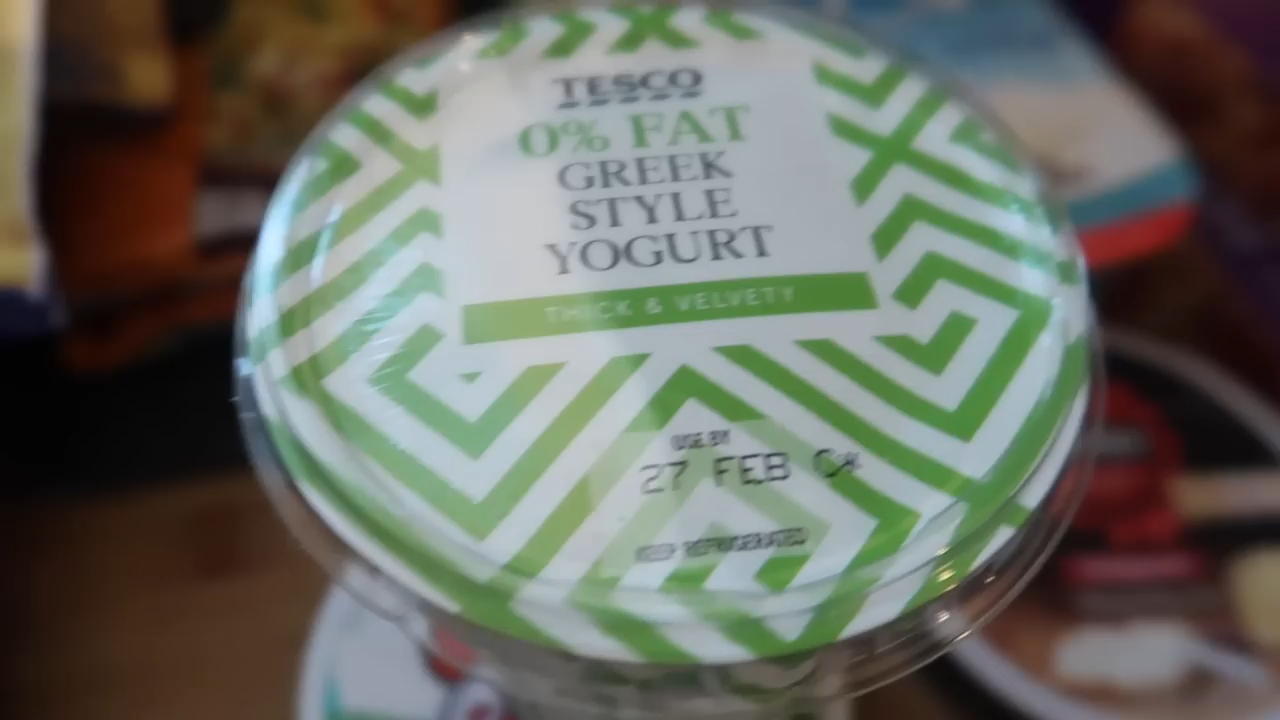 TESCO
0% FAT
GREEK
STYLE
YOGURT
THICK & VELVETY
USE BY
27 FEB
KEEP REFRIGERATED